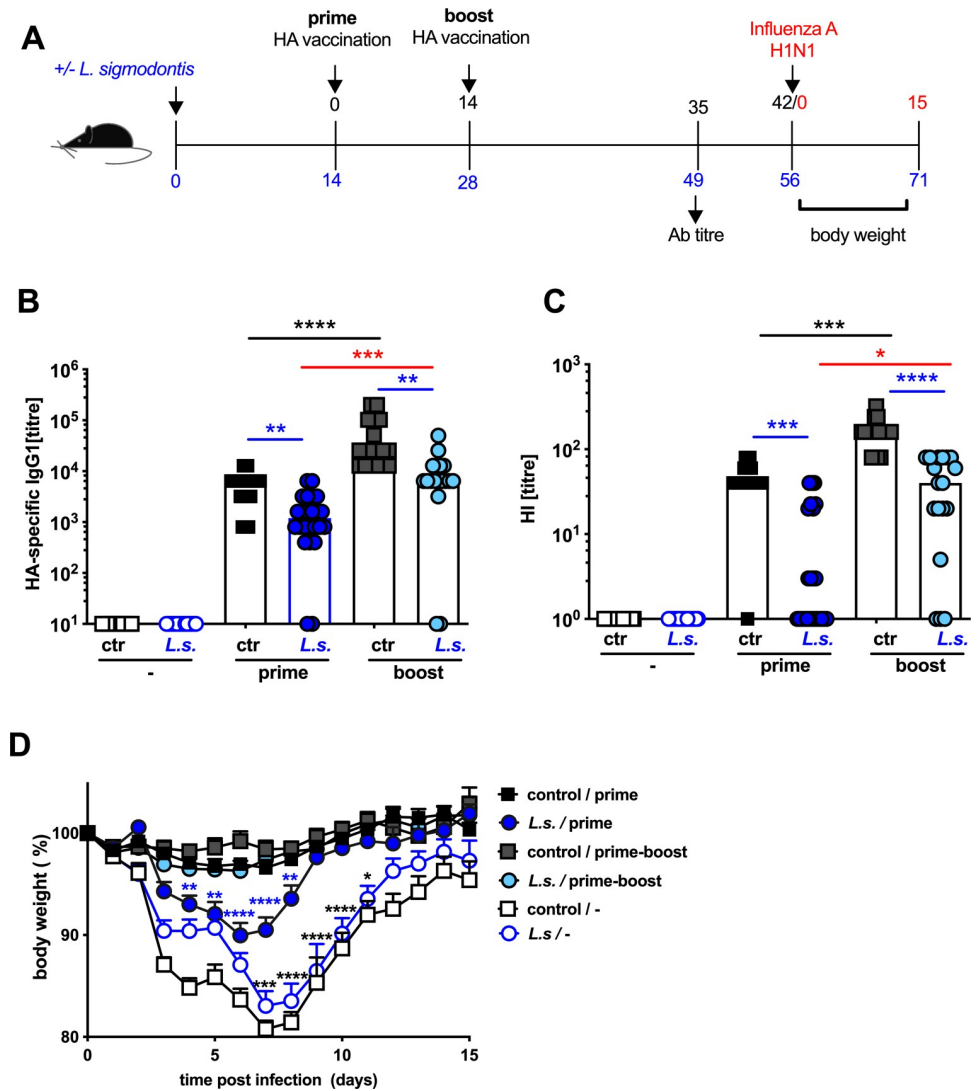 A
prime
HA vaccination
boost
HA vaccination
Influenza A
H1N1
+/- L. sigmodontis
0 14 35 42/0 15
0 14 28 49 56 71
Ab titre body weight
B
****
***
**
**
HA-specific IgG1[titre]
10⁶
10⁵
10⁴
10³
10²
10¹
ctr L.s. ctr L.s. ctr L.s.
- prime boost
C
***
*
****
***
HI [titre]
10³
10²
10¹
10⁰
ctr L.s. ctr L.s. ctr L.s.
- prime boost
D
body weight (%)
100
90
80
** ** **** **** **
*** **** **** **** *
0 5 10 15
time post infection (days)
control / prime
L.s. / prime
control / prime-boost
L.s. / prime-boost
control / -
L.s / -